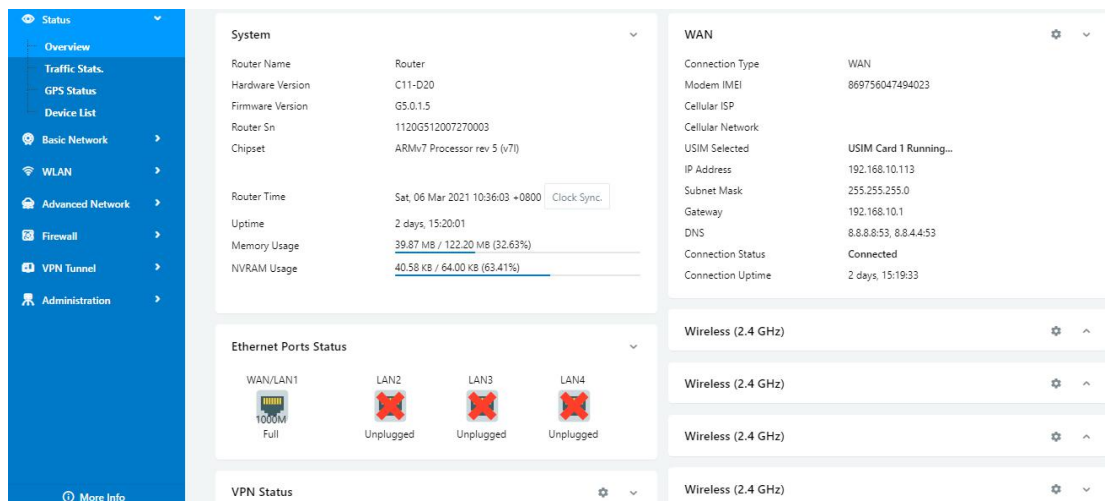 Status
Overview
Traffic Stats.
GPS Status
Device List
Basic Network
WLAN
Advanced Network
Firewall
VPN Tunnel
Administration
More Info
System
Router Name Router
Hardware Version C11-D20
Firmware Version G5.0.1.5
Router Sn 1120G512007270003
Chipset ARMv7 Processor rev 5 (v7l)
Router Time Sat, 06 Mar 2021 10:36:03 +0800 Clock Sync.
Uptime 2 days, 15:20:01
Memory Usage 39.87 MB / 122.20 MB (32.63%)
NVRAM Usage 40.58 KB / 64.00 KB (63.41%)
Ethernet Ports Status
WAN/LAN1 LAN2 LAN3 LAN4
1000M
Full Unplugged Unplugged Unplugged
VPN Status
WAN
Connection Type WAN
Modem IMEI 869756047494023
Cellular ISP
Cellular Network
USIM Selected USIM Card 1 Running...
IP Address 192.168.10.113
Subnet Mask 255.255.255.0
Gateway 192.168.10.1
DNS 8.8.8.8:53, 8.8.4.4:53
Connection Status Connected
Connection Uptime 2 days, 15:19:33
Wireless (2.4 GHz)
Wireless (2.4 GHz)
Wireless (2.4 GHz)
Wireless (2.4 GHz)